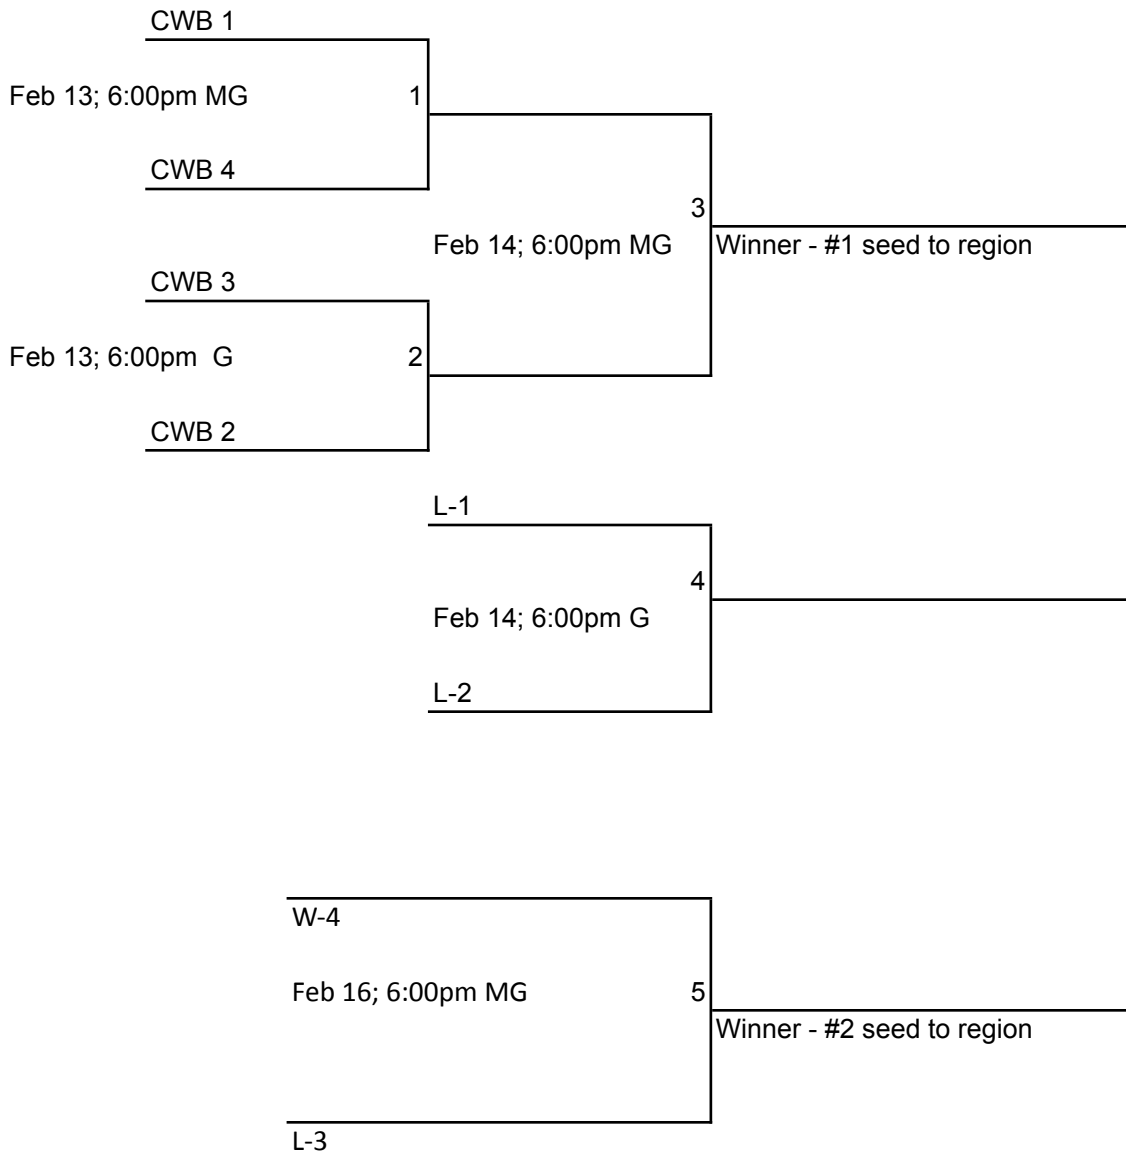 CWB 1
Feb 13; 6:00pm MG 1
CWB 4
3
Feb 14; 6:00pm MG Winner - #1 seed to region
CWB 3
Feb 13; 6:00pm  G 2
CWB 2
L-1
4
Feb 14; 6:00pm G
L-2
W-4
Feb 16; 6:00pm MG 5
Winner - #2 seed to region
L-3